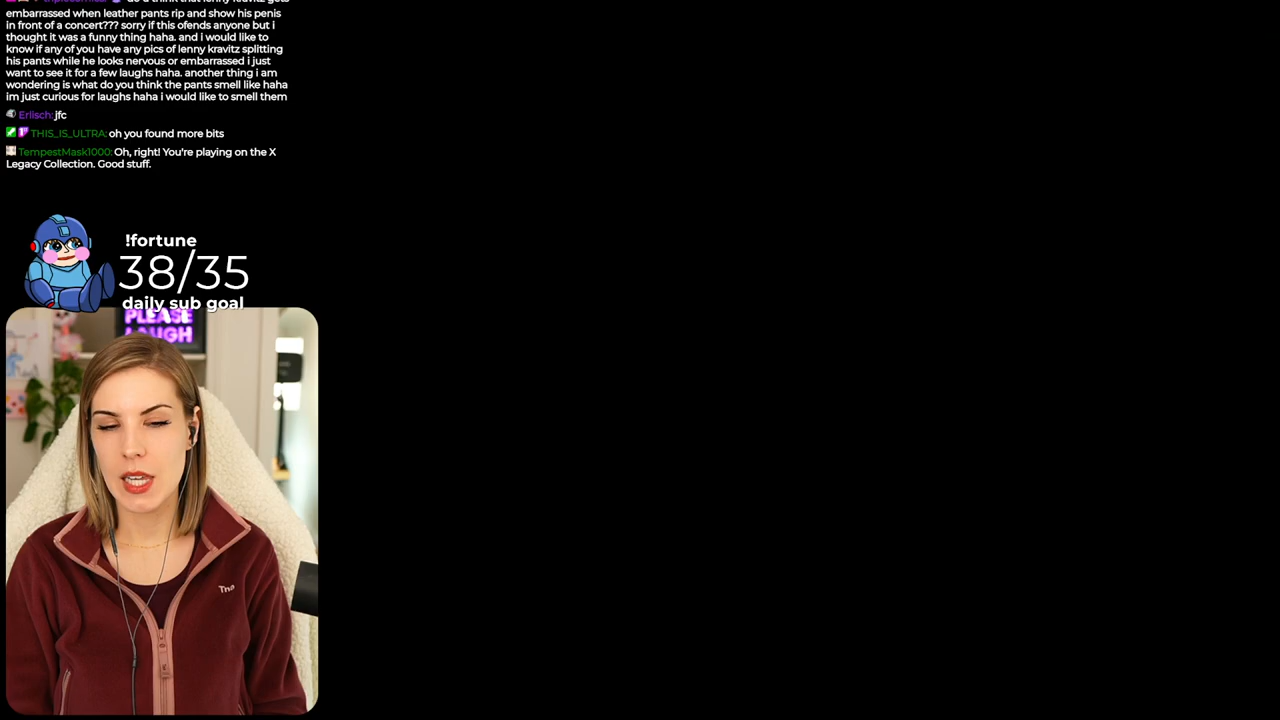 embarrassed when leather pants rip and show his penis
in front of a concert??? sorry if this ofends anyone but i
thought it was a funny thing haha. and i would like to
know if any of you have any pics of lenny kravitz splitting
his pants while he looks nervous or embarrassed i just
want to see it for a few laughs haha. another thing i am
wondering is what do you think the pants smell like haha
im just curious for laughs haha i would like to smell them
Erlisch: jfc
THIS_IS_ULTRA: oh you found more bits
TempestMask1000: Oh, right! You're playing on the X
Legacy Collection. Good stuff.
!fortune
38/35
daily sub goal
PLEASE
LAUGH